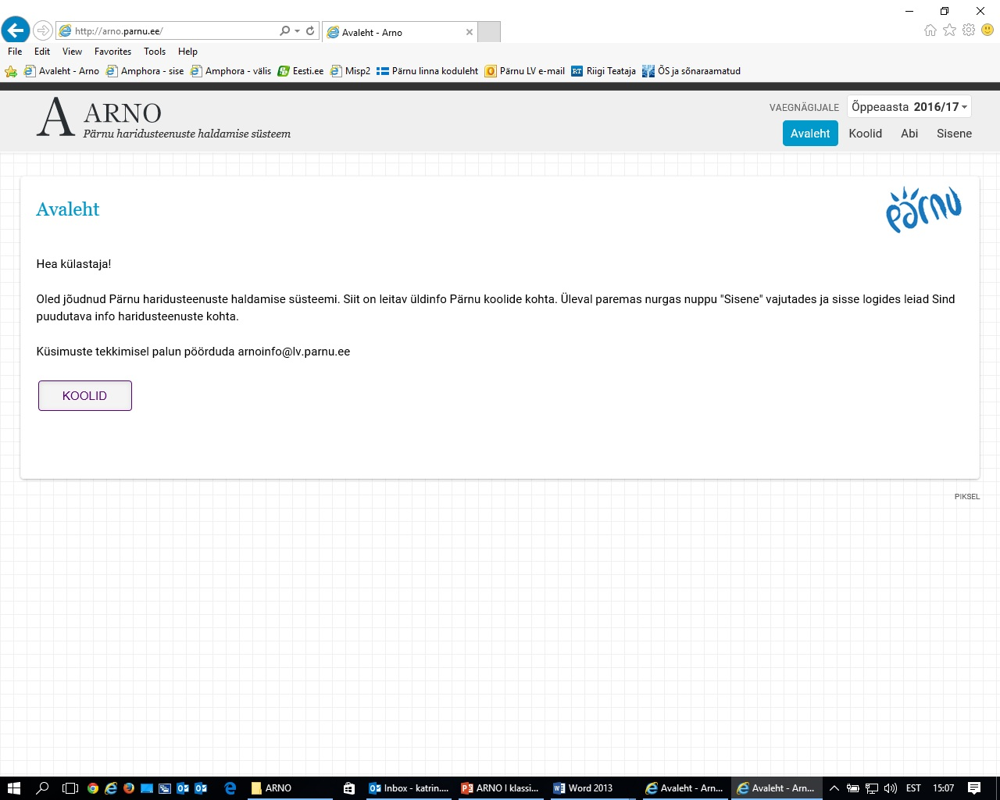 http://arno.parnu.ee/
Avaleht - Arno
File Edit View Favorites Tools Help
Avaleht - Arno Amphora - sise Amphora - välis Eesti.ee Misp2 Pärnu linna koduleht Pärnu LV e-mail RT Riigi Teataja ÕS ja sõnaraamatud
A ARNO
Pärnu haridusteenuste haldamise süsteem
VAEGNÄGIJALE Õppeaasta 2016/17
Avaleht Koolid Abi Sisene
Avaleht
Pärnu
Hea külastaja!
Oled jõudnud Pärnu haridusteenuste haldamise süsteemi. Siit on leitav üldinfo Pärnu koolide kohta. Üleval paremas nurgas nuppu "Sisene" vajutades ja sisse logides leiad Sind
puudutava info haridusteenuste kohta.
Küsimuste tekkimisel palun pöörduda arnoinfo@lv.parnu.ee
KOOLID
PIKSEL
ARNO Inbox - katrin.... ARNO I klassi... Word 2013 Avaleht - Arn... Avaleht - Arn... EST 15:07